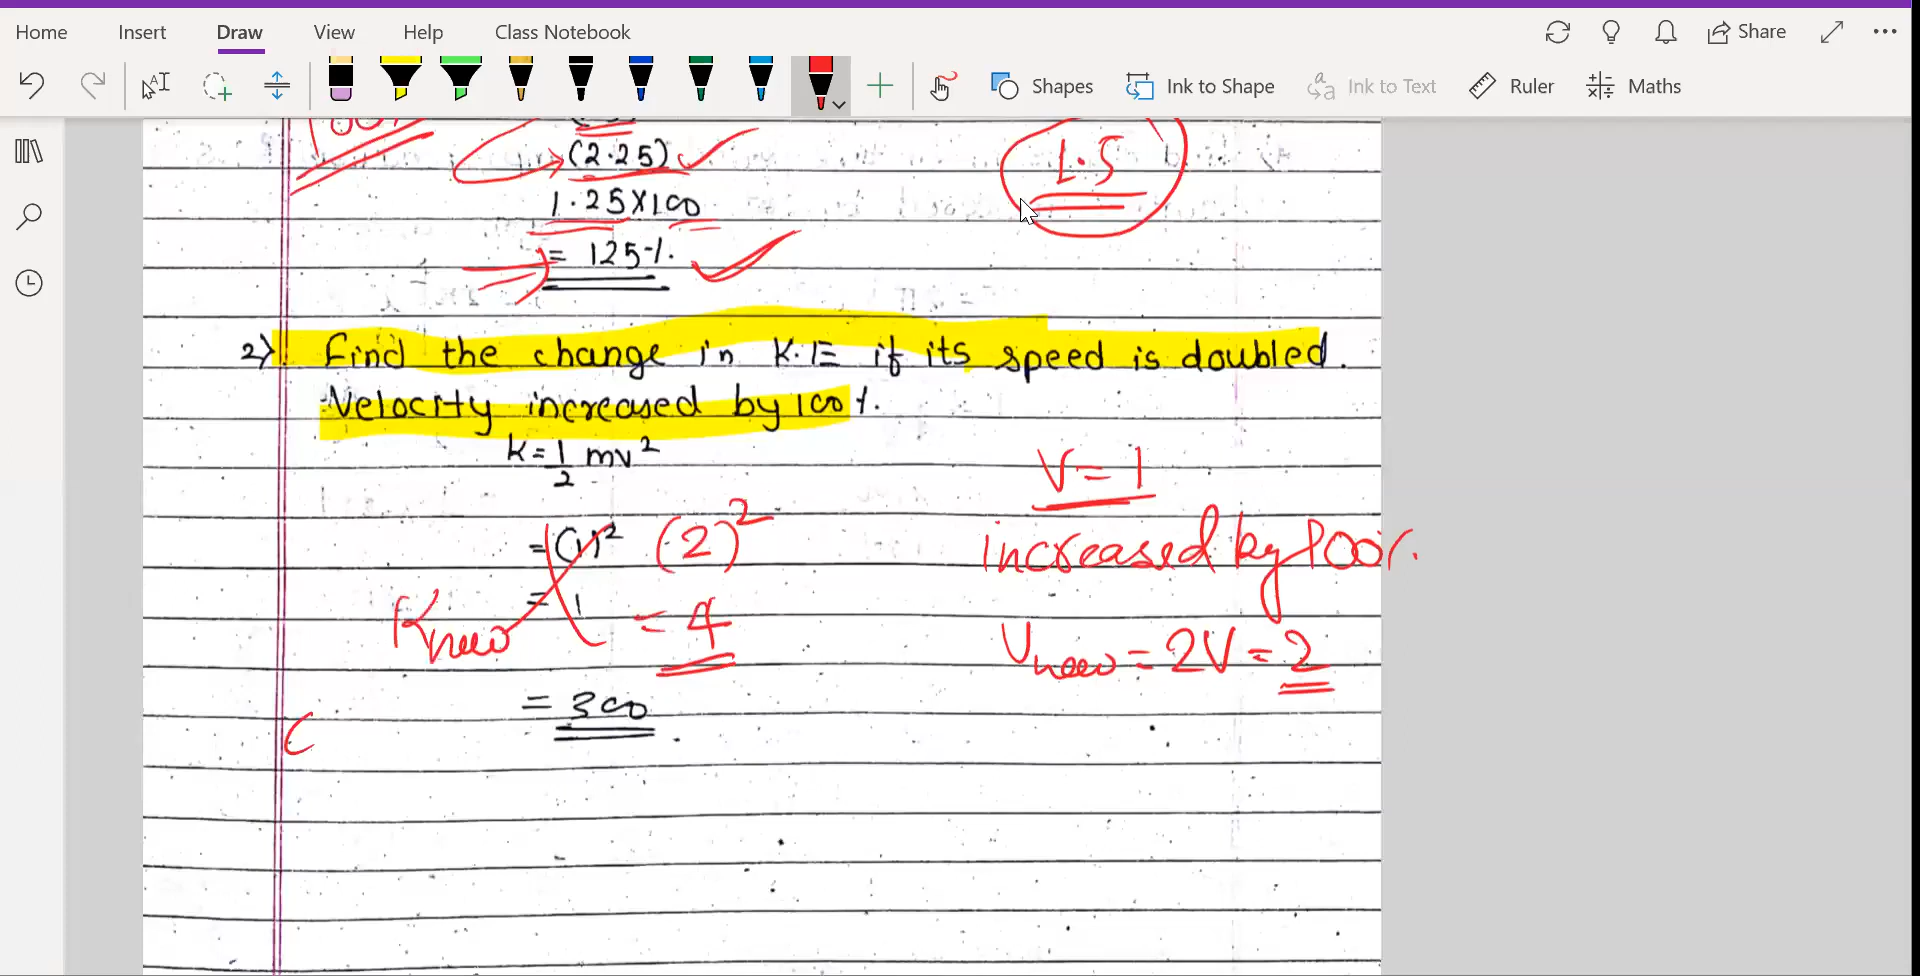 Home Insert Draw View Help Class Notebook Share
Shapes Ink to Shape Ink to Text Ruler Maths
(2.25)
1.5
1.25X100
= 125%.
2) Find the change in K.E if its speed is doubled.
Velocity increased by 100%.
K = 1/2 mv²
V = 1
= (1)² (2)²
increased by 100%.
= 1 = 4
Knew
Vnew = 2V = 2
= 300
(